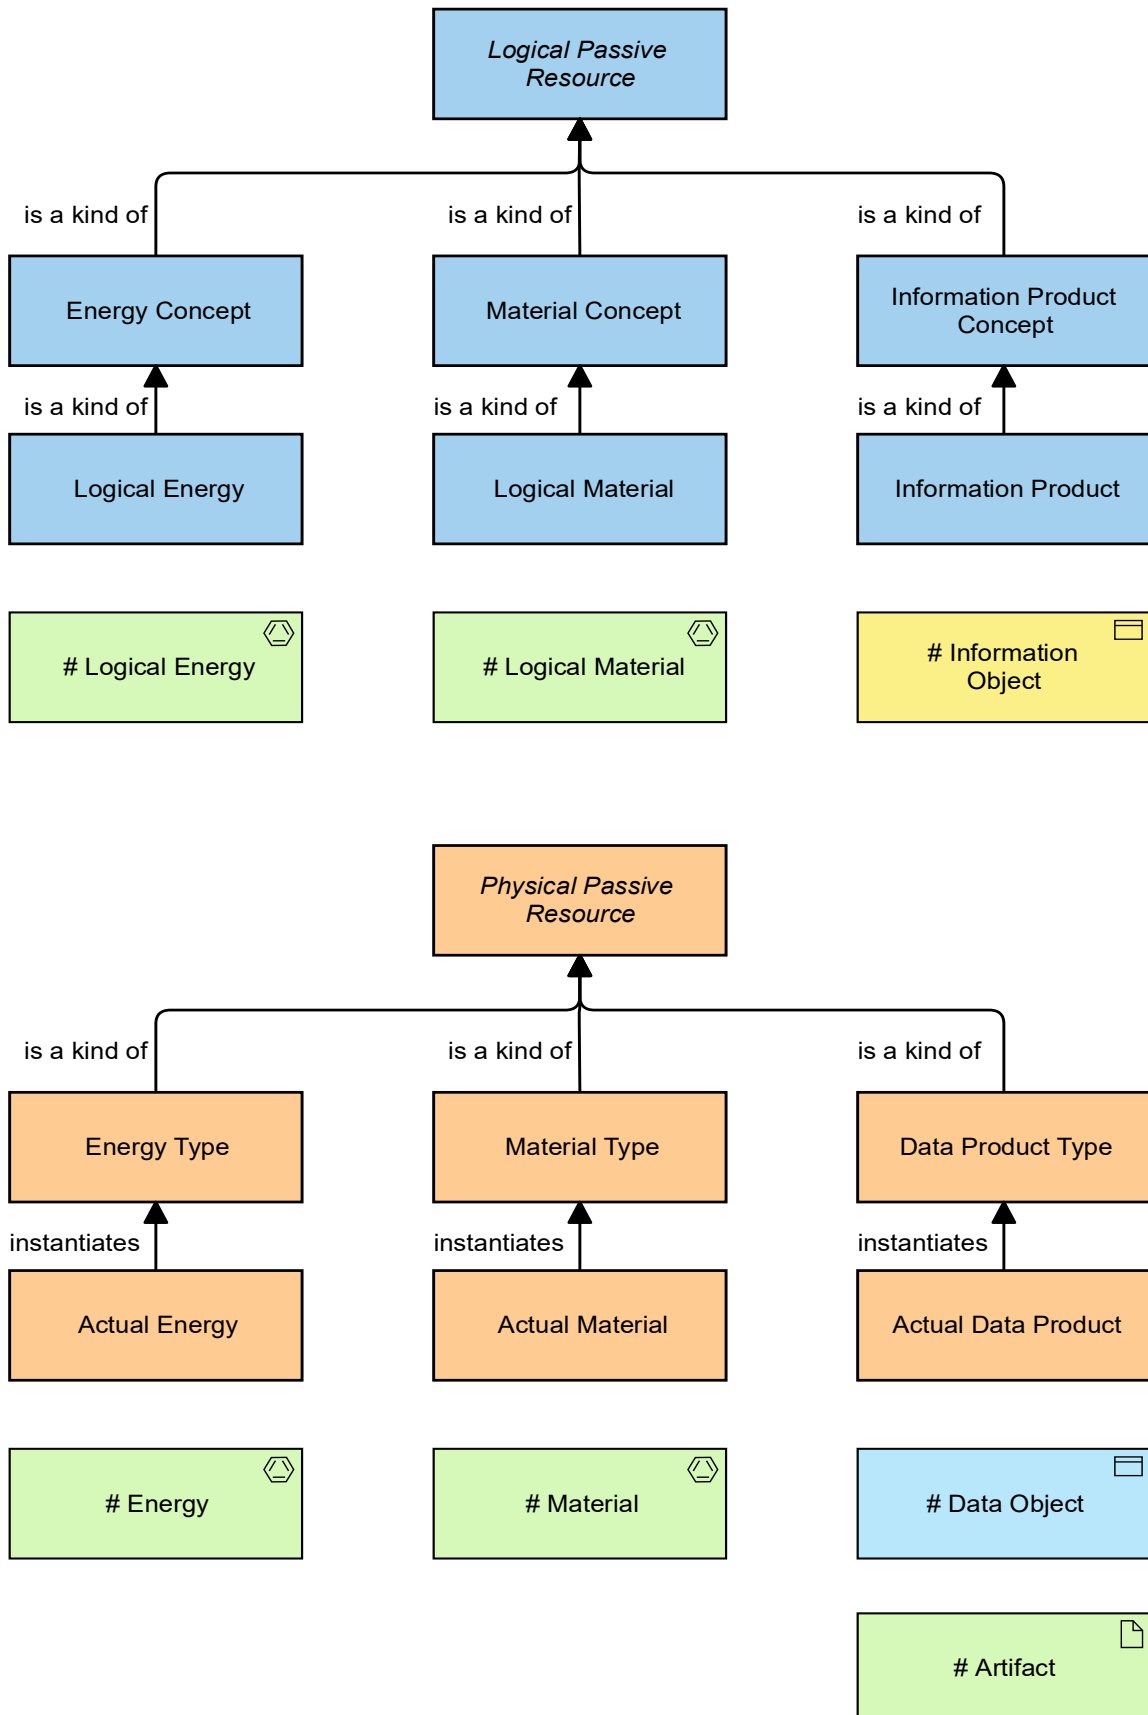 Logical Passive
Resource
is a kind of
is a kind of
is a kind of
Energy Concept
Material Concept
Information Product
Concept
is a kind of
is a kind of
is a kind of
Logical Energy
Logical Material
Information Product
# Logical Energy
# Logical Material
# Information
Object
Physical Passive
Resource
is a kind of
is a kind of
is a kind of
Energy Type
Material Type
Data Product Type
instantiates
instantiates
instantiates
Actual Energy
Actual Material
Actual Data Product
# Energy
# Material
# Data Object
# Artifact